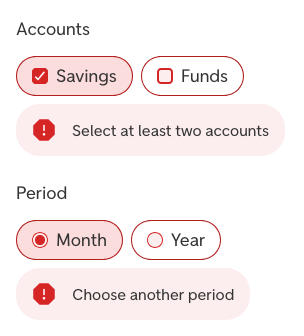 Accounts
Savings
Funds
Select at least two accounts
Period
Month
Year
Choose another period